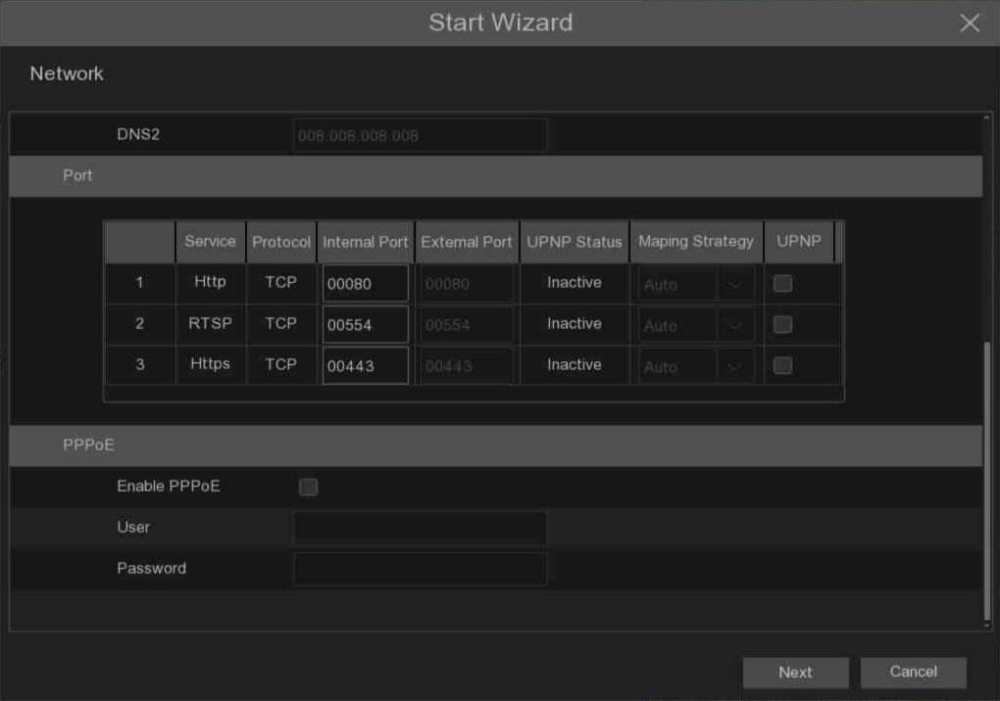 Start Wizard
Network
DNS2 008.008.008.008
Port
Service Protocol Internal Port External Port UPNP Status Maping Strategy UPNP
1 Http TCP 00080 00080 Inactive Auto
2 RTSP TCP 00554 00554 Inactive Auto
3 Https TCP 00443 00443 Inactive Auto
PPPoE
Enable PPPoE
User
Password
Next Cancel